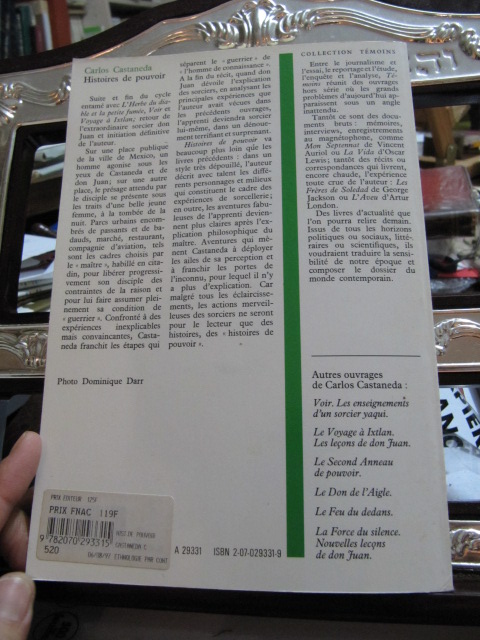 Carlos Castaneda
Histoires de pouvoir
Suite et fin du cycle
entamé avec L'Herbe du dia-
ble et la petite fumée, Voir et
Voyage à Ixtlan; retour de
l'extraordinaire sorcier don
Juan et initiation définitive
de l'auteur.
Sur une place publique
de la ville de Mexico, un
homme agonise sous les
yeux de Castaneda et de
don Juan; sur une autre
place, le présage attendu par
le disciple se présente sous
les traits d'une belle jeune
femme, à la tombée de la
nuit. Parcs urbains encom-
brés de passants et de ba-
dauds, marché, restaurant,
compagnie d'aviation, tels
sont les cadres choisis par
le « maître », habillé en cita-
din, pour libérer progressi-
vement son disciple des
contraintes de la raison et
pour lui faire assumer plei-
nement sa condition de
« guerrier ». Confronté à des
expériences inexplicables
mais convaincantes, Casta-
neda franchit les étapes qui
séparent le « guerrier » de
« l'homme de connaissance ».
A la fin du récit, quand don
Juan dévoile l'explication
des sorciers, en analysant les
principales expériences que
l'auteur avait vécues dans
les précédents ouvrages,
l'apprenti deviendra sorcier
lui-même, dans un dénoue-
ment terrifiant et surprenant.
Histoires de pouvoir va
beaucoup plus loin que les
livres précédents : dans un
style très dépouillé, l'auteur
décrit avec talent les diffé-
rents personnages et milieux
qui constituent le cadre des
expériences de sorcellerie;
en outre, les aventures fabu-
leuses de l'apprenti devien-
nent plus claires après l'ex-
plication philosophique du
maître. Aventures qui mè-
nent Castaneda à déployer
les ailes de sa perception et
à franchir les portes de
l'inconnu, pour lequel il n'y
a plus d'explication. Car
malgré tous les éclaircisse-
ments, les actions merveil-
leuses des sorciers ne seront
pour le lecteur que des
histoires, des « histoires de
pouvoir ».
Photo Dominique Darr
COLLECTION TÉMOINS
Entre le journalisme et
l'essai, le reportage et l'étude,
l'enquête et l'analyse, Té-
moins réunit des ouvrages
hors série où les grands
problèmes d'aujourd'hui ap-
paraissent sous un angle
inattendu.
Tantôt ce sont des docu-
ments bruts : mémoires,
interviews, enregistrements
au magnétophone, comme
Mon Septennat de Vincent
Auriol ou La Vida d'Oscar
Lewis; tantôt des récits ou
correspondances qui livrent,
encore chaude, l'expérience
toute crue de l'auteur : Les
Frères de Soledad de George
Jackson ou L'Aveu d'Artur
London.
Des livres d'actualité que
l'on pourra relire demain.
Issus de tous les horizons
politiques ou sociaux, litté-
raires ou scientifiques, ils
voudraient traduire la sensi-
bilité de notre époque et
composer le dossier du
monde contemporain.
Autres ouvrages
de Carlos Castaneda :
Voir. Les enseignements
d'un sorcier yaqui.
Le Voyage à Ixtlan.
Les leçons de don Juan.
Le Second Anneau
de pouvoir.
Le Don de l'Aigle.
Le Feu du dedans.
La Force du silence.
Nouvelles leçons
de don Juan.
PRIX EDITEUR 125F
PRIX FNAC 119F
CASTANEDA C
9 782070 293315
520
A 29331 ISBN 2-07-029331-9